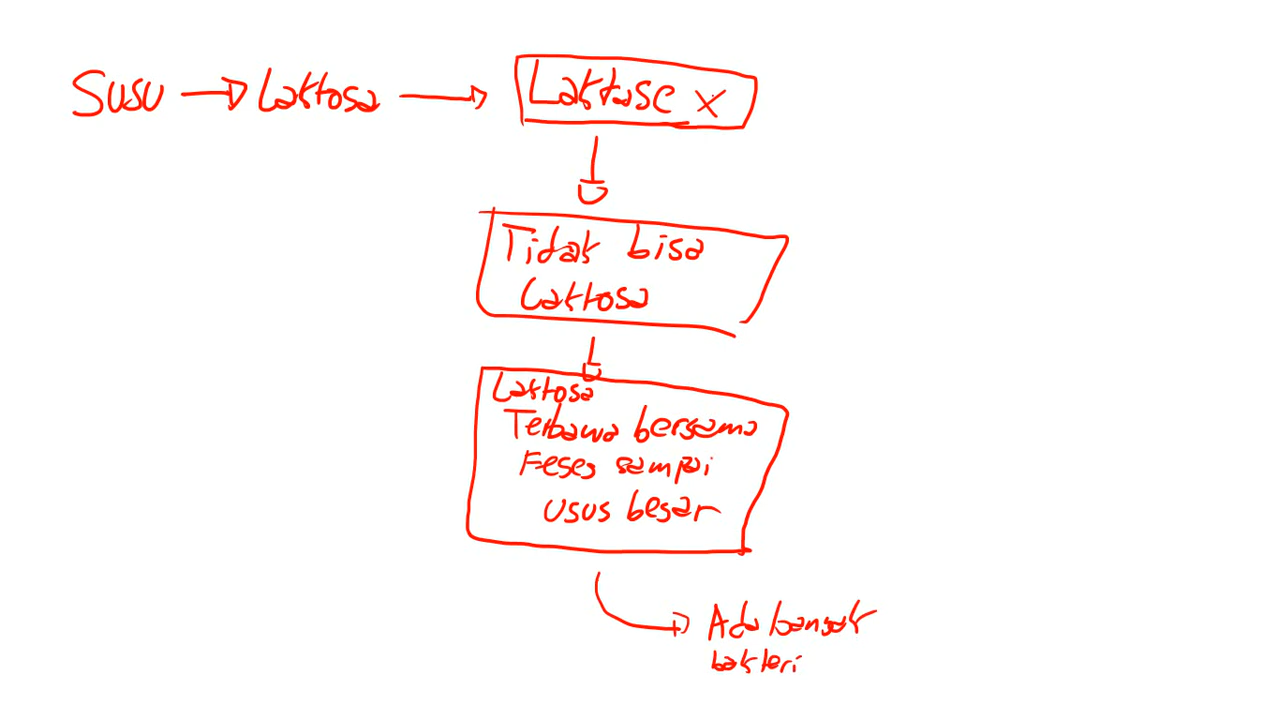 Susu → Laktosa → Laktase x
Tidak bisa
Laktosa
Laktosa
Terbawa bersama
Feses sampai
usus besar
Ada banyak
bakteri